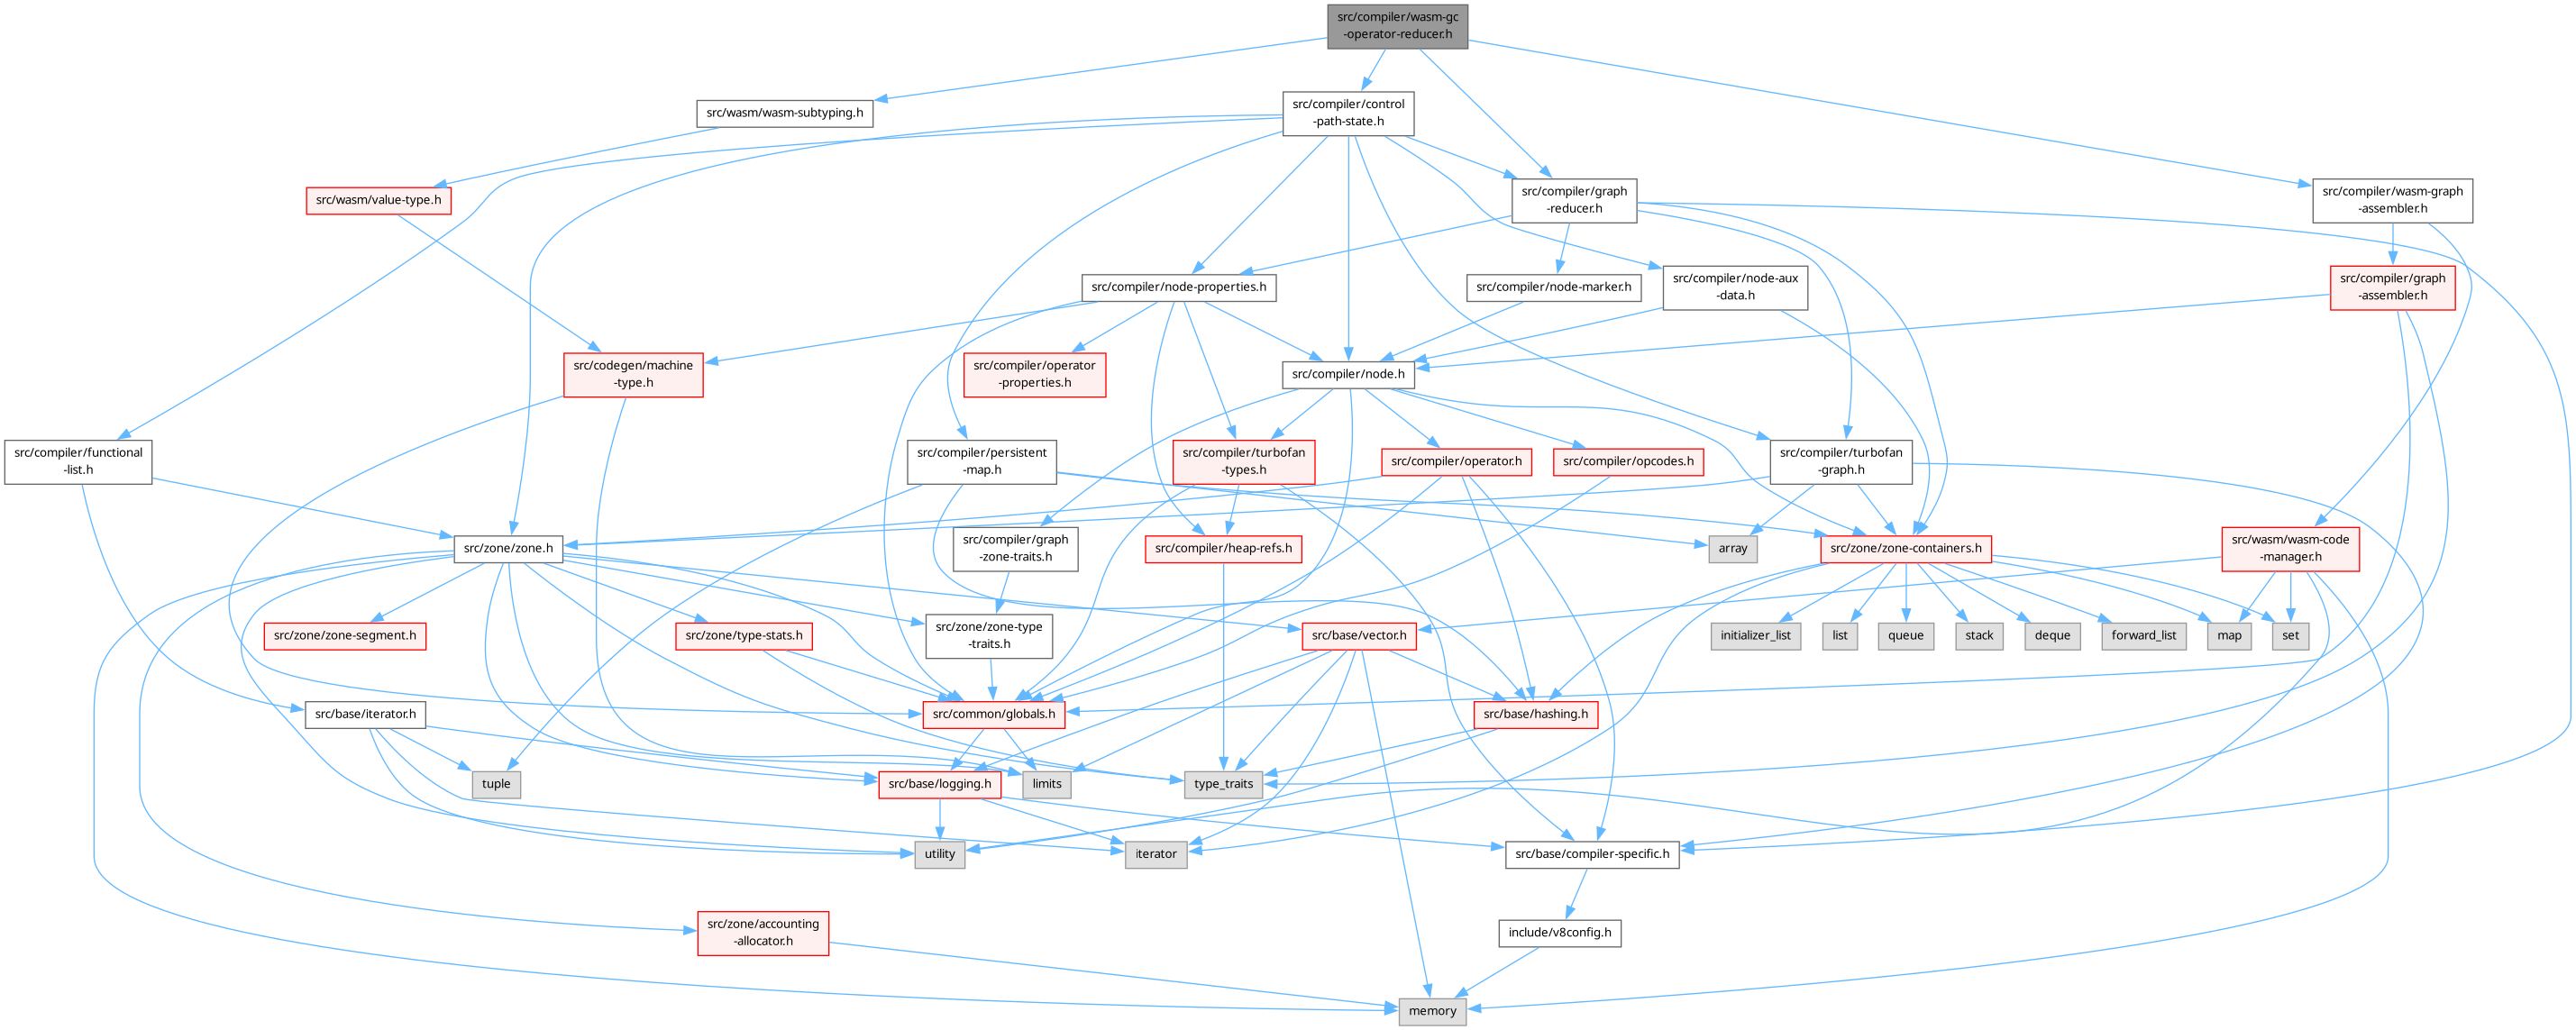 src/compiler/wasm-gc
-operator-reducer.h
src/wasm/wasm-subtyping.h
src/compiler/control
-path-state.h
src/wasm/value-type.h
src/compiler/graph
-reducer.h
src/compiler/wasm-graph
-assembler.h
src/compiler/node-properties.h
src/compiler/node-marker.h
src/compiler/node-aux
-data.h
src/compiler/graph
-assembler.h
src/codegen/machine
-type.h
src/compiler/operator
-properties.h
src/compiler/node.h
src/compiler/functional
-list.h
src/compiler/persistent
-map.h
src/compiler/turbofan
-types.h
src/compiler/operator.h
src/compiler/opcodes.h
src/compiler/turbofan
-graph.h
src/zone/zone.h
src/compiler/graph
-zone-traits.h
src/compiler/heap-refs.h
array
src/zone/zone-containers.h
src/wasm/wasm-code
-manager.h
src/zone/zone-segment.h
src/zone/type-stats.h
src/zone/zone-type
-traits.h
src/base/vector.h
initializer_list
list
queue
stack
deque
forward_list
map
set
src/base/iterator.h
src/common/globals.h
src/base/hashing.h
tuple
src/base/logging.h
limits
type_traits
utility
iterator
src/base/compiler-specific.h
src/zone/accounting
-allocator.h
include/v8config.h
memory